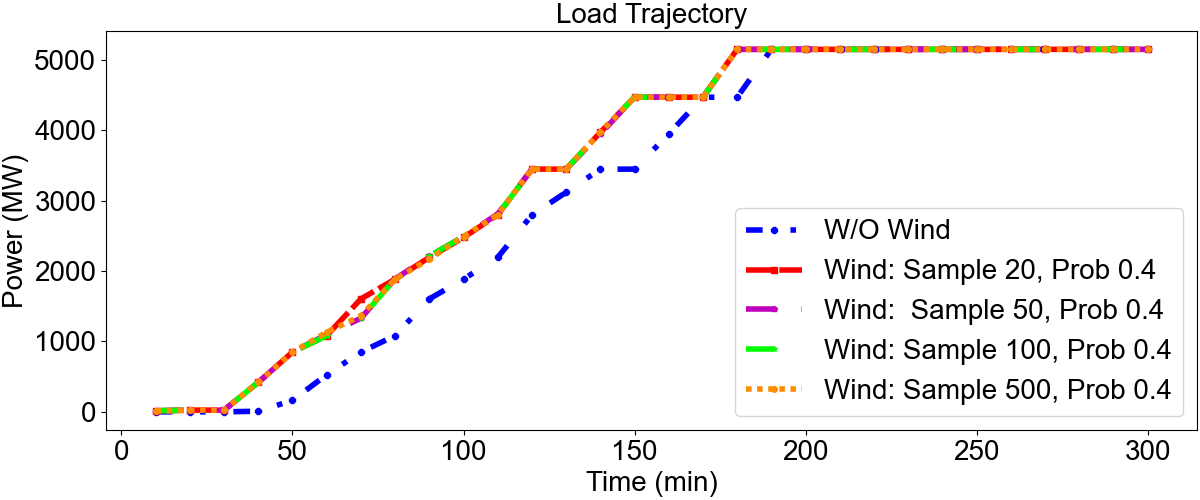 Load Trajectory
Power (MW)
5000
4000
3000
2000
1000
0
W/O Wind
Wind: Sample 20, Prob 0.4
Wind:  Sample 50, Prob 0.4
Wind: Sample 100, Prob 0.4
Wind: Sample 500, Prob 0.4
0 50 100 150 200 250 300
Time (min)